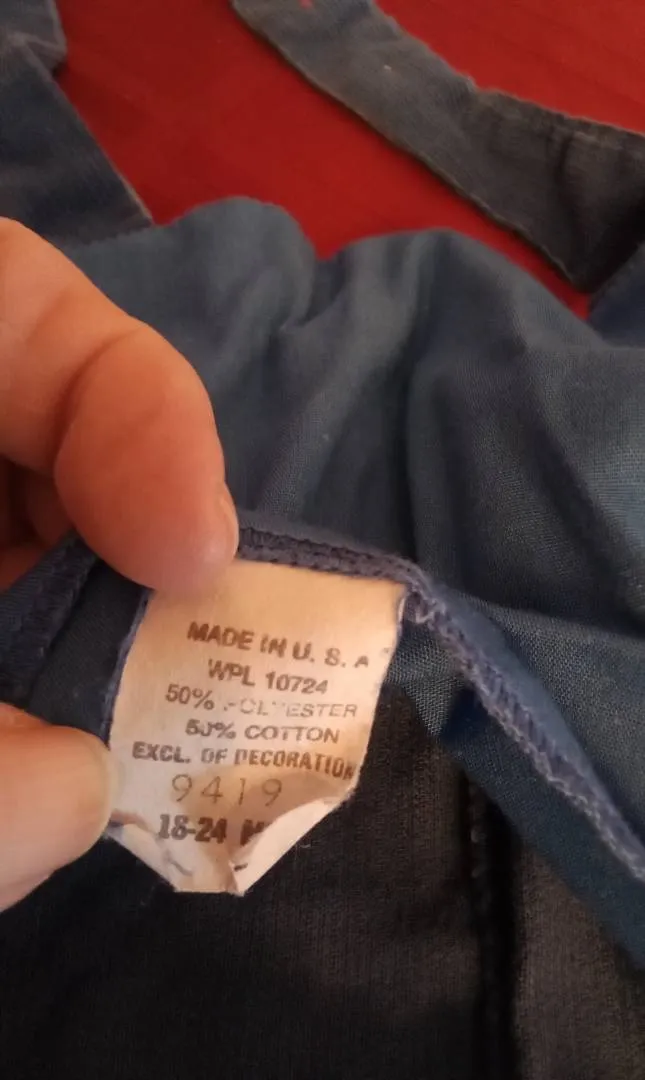 MADE IN U. S. A
WPL 10724
50% POLYESTER
50% COTTON
EXCL. OF DECORATION
9419
18-24 M